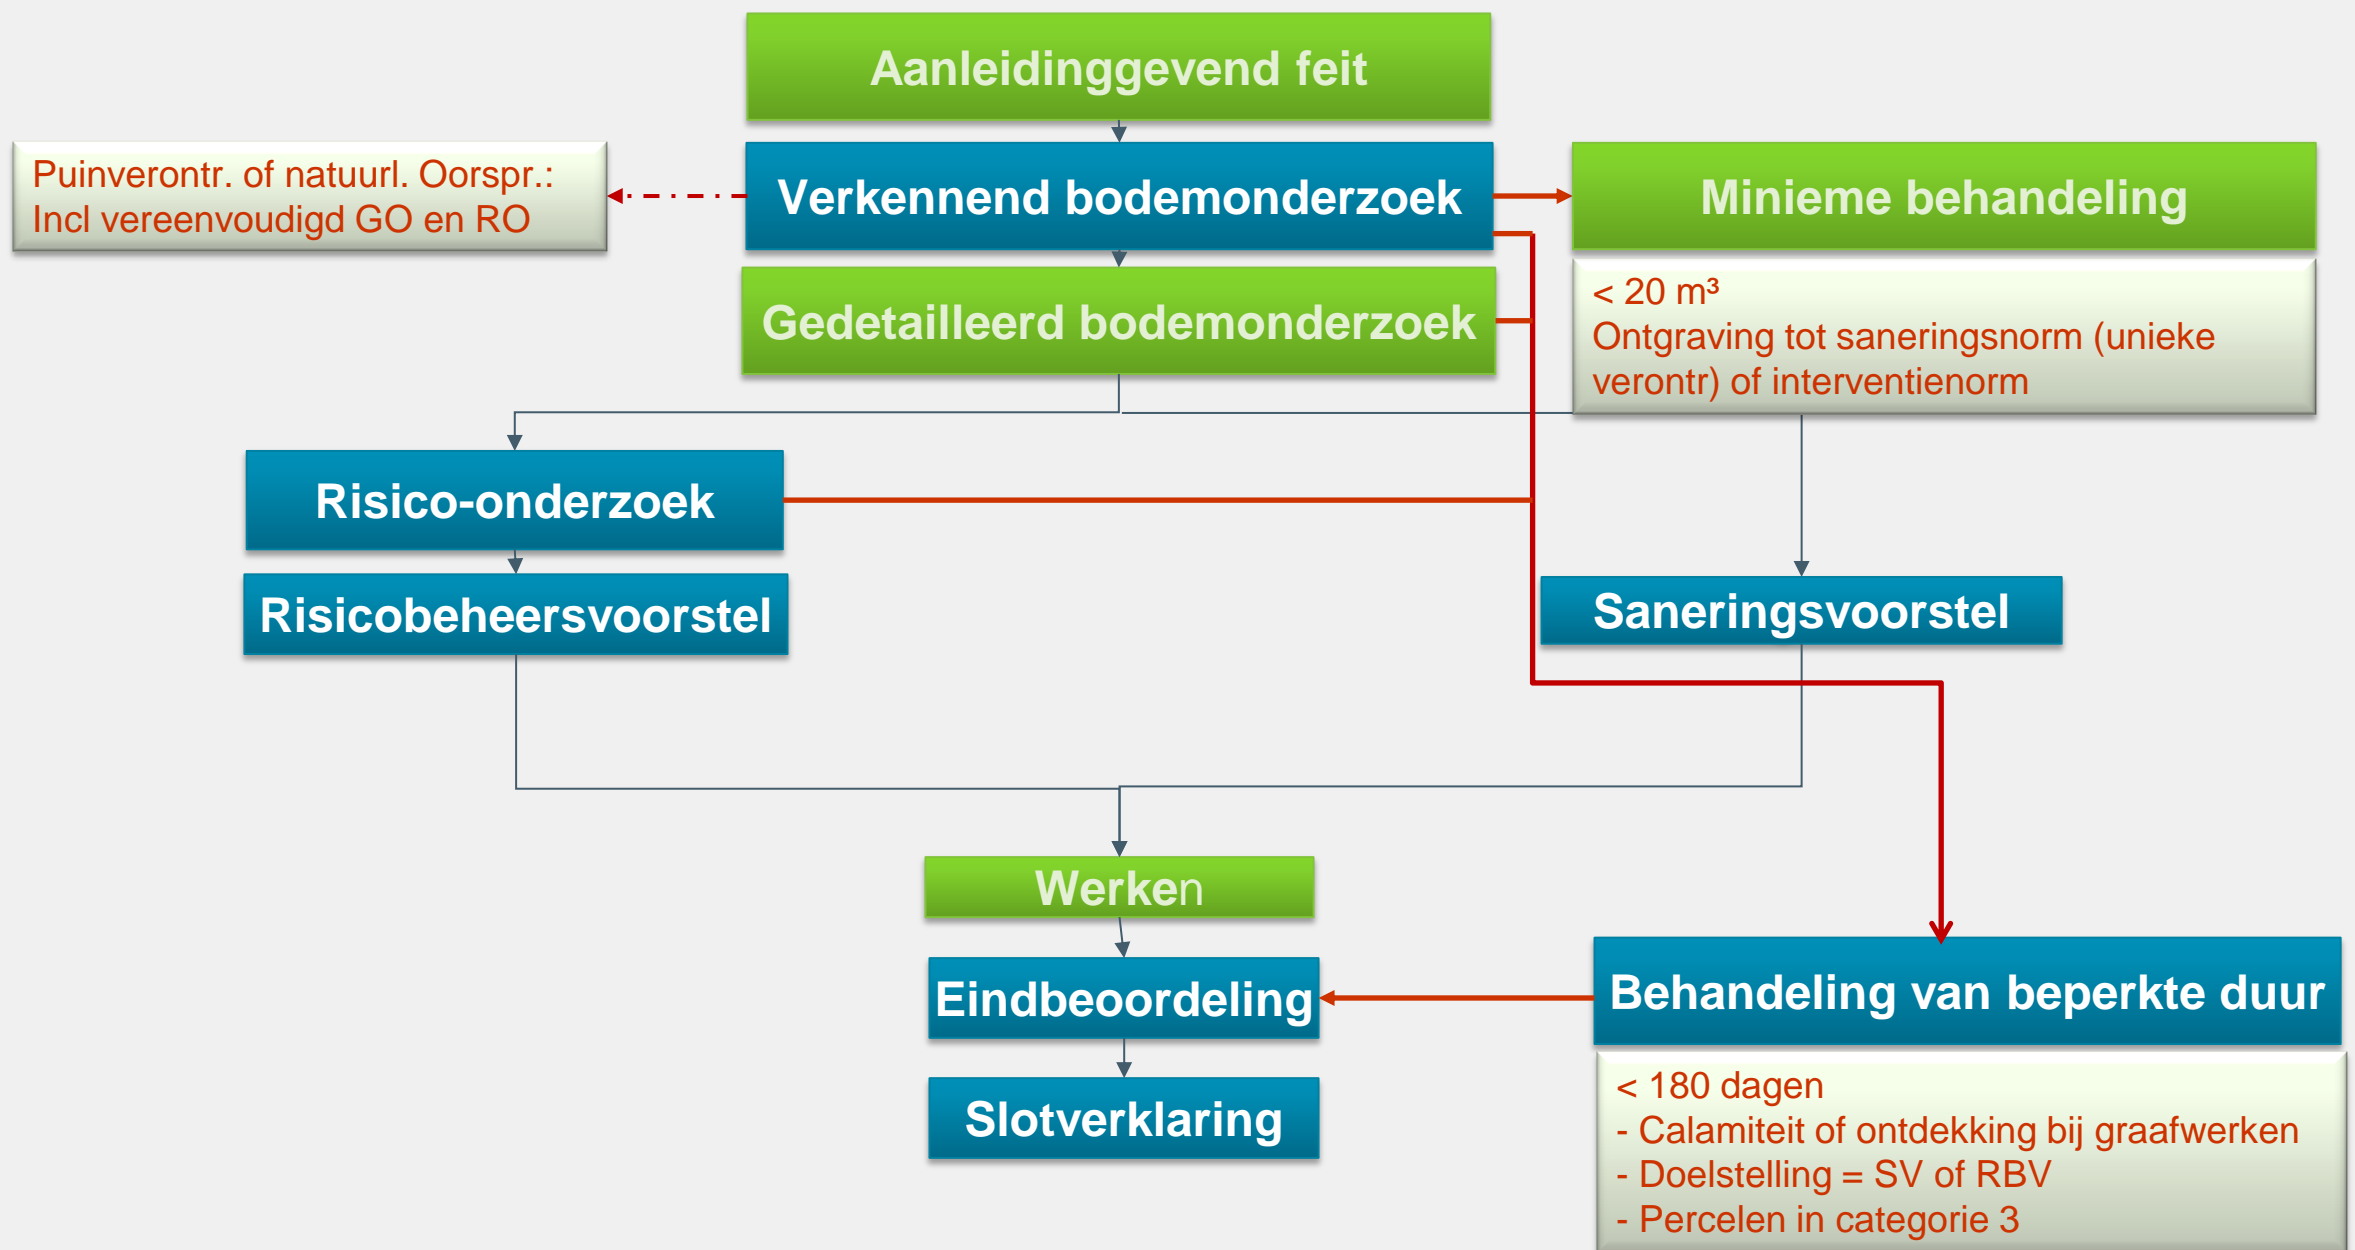 Aanleidinggevend feit
Puinverontr. of natuurl. Oorspr.:
Incl vereenvoudigd GO en RO
Verkennend bodemonderzoek
Minieme behandeling
< 20 m³
Ontgraving tot saneringsnorm (unieke
verontr) of interventienorm
Gedetailleerd bodemonderzoek
Risico-onderzoek
Risicobeheersvoorstel
Saneringsvoorstel
Werken
Eindbeoordeling
Behandeling van beperkte duur
< 180 dagen
- Calamiteit of ontdekking bij graafwerken
- Doelstelling = SV of RBV
- Percelen in categorie 3
Slotverklaring